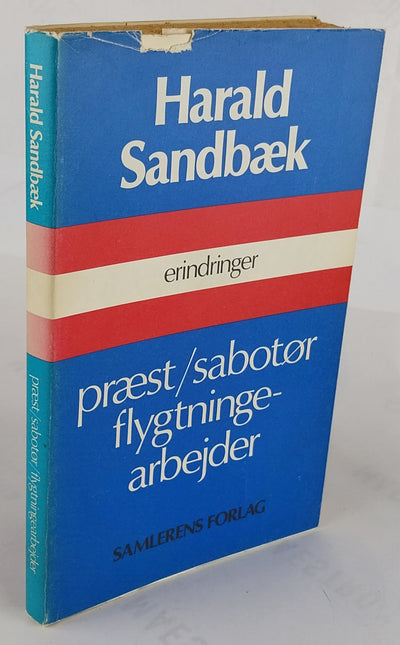 Harald
Sandbæk
erindringer
præst/sabotør
flygtninge-
arbejder
SAMLERENS FORLAG
Harald Sandbæk
præst/sabotør/flygtningearbejder